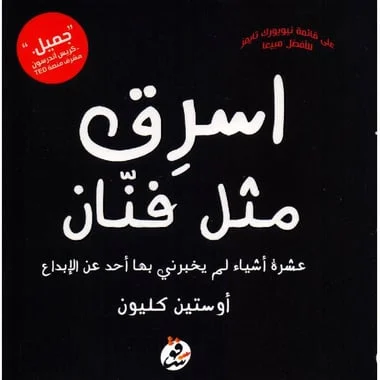 على قائمة نيويورك تايمز
للأفضل مبيعا
”جميل.“
-كريس أندرسون
مشرف منصة TED
اسرِق
مثل فنّان
عشرة أشياء لم يخبرني بها أحد عن الإبداع
أوستين كليون
شفق